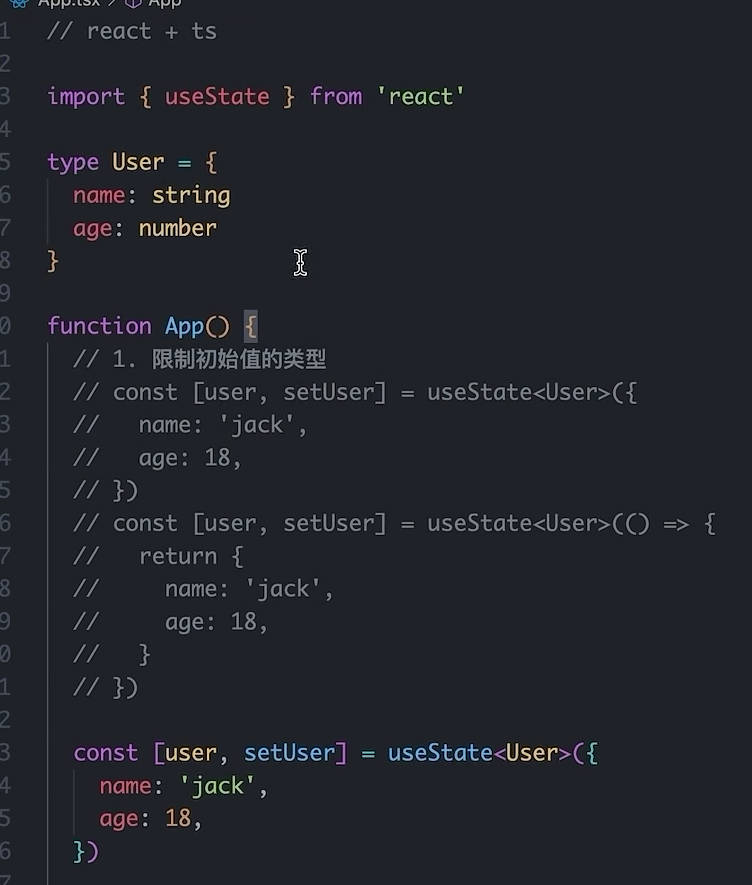 App.tsx > App
1 // react + ts
2
3 import { useState } from 'react'
4
5 type User = {
6   name: string
7   age: number
8 }
9
0 function App() {
1   // 1. 限制初始值的类型
2   // const [user, setUser] = useState<User>({
3   //   name: 'jack',
4   //   age: 18,
5   // })
6   // const [user, setUser] = useState<User>(() => {
7   //   return {
8   //     name: 'jack',
9   //     age: 18,
0   //   }
1   // })
2
3   const [user, setUser] = useState<User>({
4     name: 'jack',
5     age: 18,
6   })
7